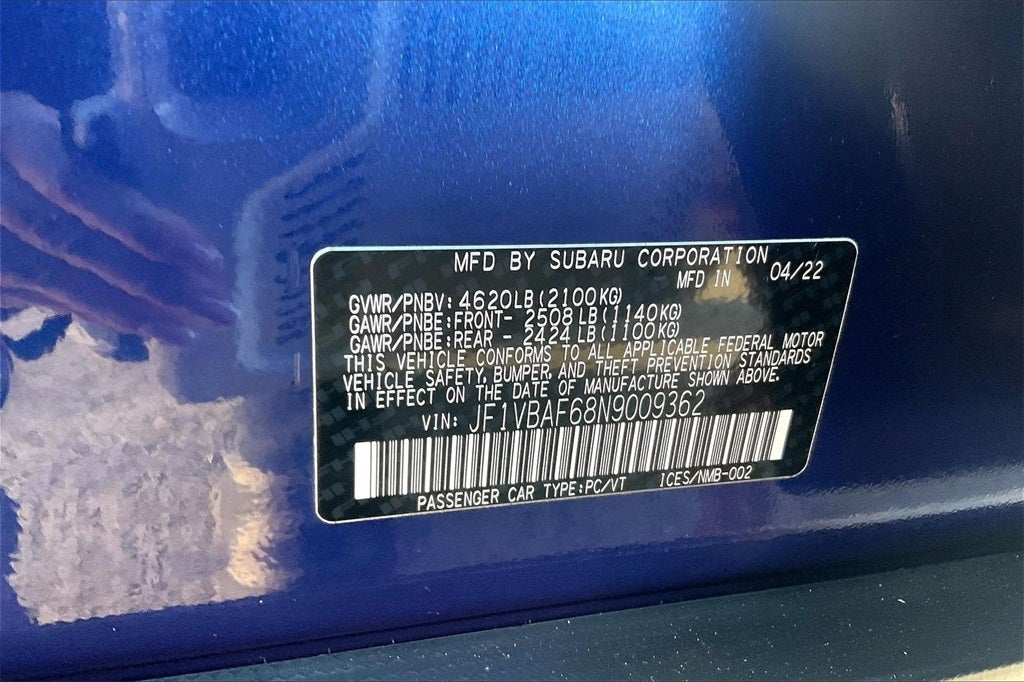 MFD BY SUBARU CORPORATION
MFD IN 04/22
GVWR/PNBV: 4620LB(2100KG)
GAWR/PNBE:FRONT- 2508LB(1140KG)
GAWR/PNBE:REAR - 2424LB(1100KG)
THIS VEHICLE CONFORMS TO ALL APPLICABLE FEDERAL MOTOR
VEHICLE SAFETY, BUMPER, AND THEFT PREVENTION STANDARDS
IN EFFECT ON THE DATE OF MANUFACTURE SHOWN ABOVE.
VIN: JF1VBAF68N9009362
PASSENGER CAR TYPE:PC/VT ICES/NMB-002